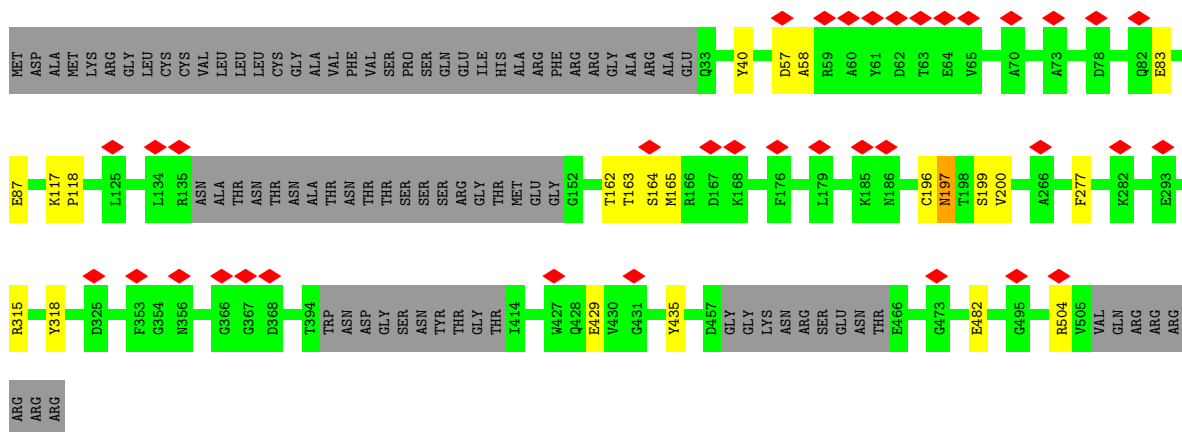 MET ASP ALA MET LYS ARG GLY LEU CYS CYS VAL LEU LEU LEU CYS GLY ALA VAL PHE VAL SER PRO SER GLN GLU ILE HIS ALA ARG PHE ARG ARG GLY ALA ARG ALA GLU Q33 Y40 D57 A58 R59 A60 Y61 D62 T63 E64 V65 A70 A73 D78 Q82 E83
E87 K117 P118 L125 L134 R135 ASN ALA THR ASN THR ASN ALA THR ASN THR THR SER SER SER ARG GLY THR MET GLU GLY G152 T162 T163 S164 M165 R166 D167 K168 F176 L179 K185 N186 C196 N197 T198 S199 V200 A266 F277 K282 E293
R315 Y318 D325 F353 G354 N356 G366 G367 D368 T394 TRP ASN ASP GLY SER ASN TYR THR GLY THR I414 W427 Q428 E429 V430 G431 Y435 D457 GLY GLY LYS ASN ARG SER GLU ASN THR E466 G473 E482 G495 R504 V505 VAL GLN ARG ARG ARG
ARG ARG ARG